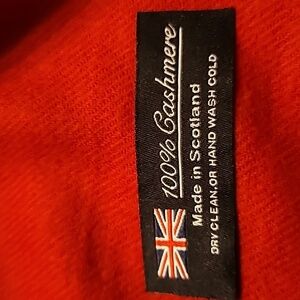 100% Cashmere
Made in Scotland
DRY CLEAN,OR HAND WASH COLD